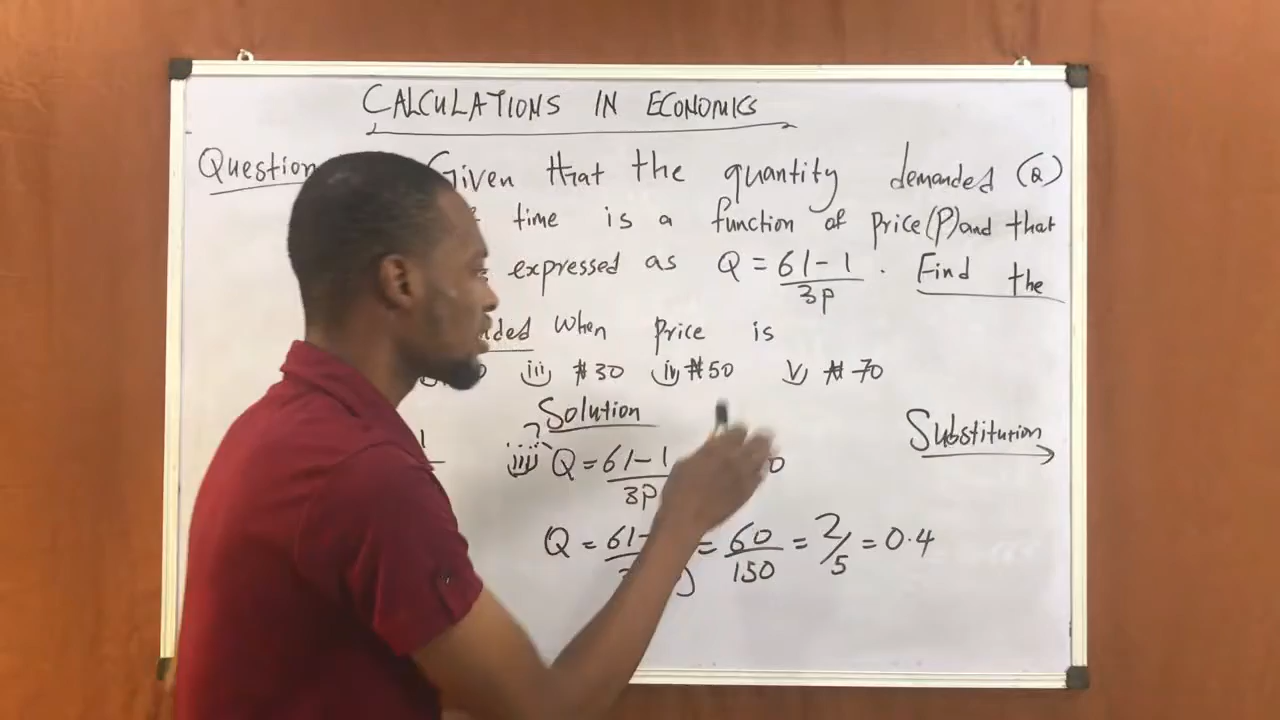 CALCULATIONS IN ECONOMICS
Question Given that the quantity demanded (Q)
time is a function of price(P)and that
expressed as Q = 61-1/3P . Find the
when price is
iii) ₦30 iv) ₦50 v) ₦70
Solution
Substitution
Q = 61-1/3P
Q = 61- = 60/150 = 2/5 = 0.4